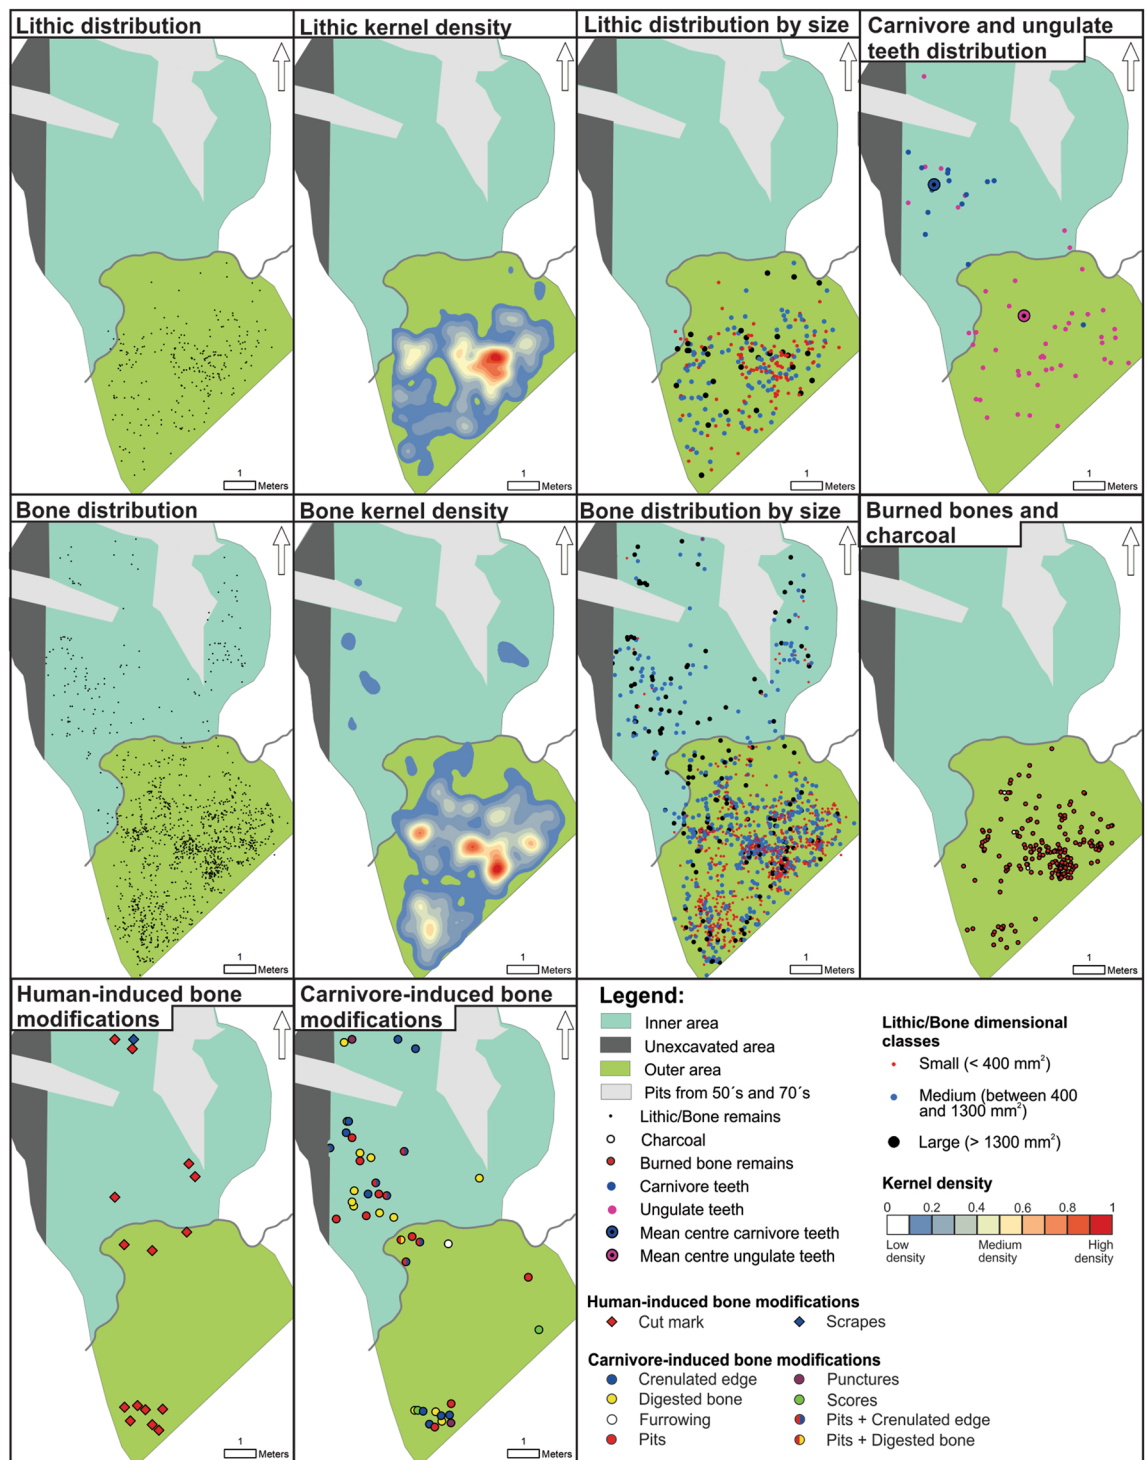 Lithic distribution
Lithic kernel density
Lithic distribution by size
Carnivore and ungulate
teeth distribution
1
Meters
1
Meters
1
Meters
1
Meters
Bone distribution
Bone kernel density
Bone distribution by size
Burned bones and
charcoal
1
Meters
1
Meters
1
Meters
1
Meters
Human-induced bone
modifications
Carnivore-induced bone
modifications
1
Meters
1
Meters
Legend:
Inner area
Unexcavated area
Outer area
Pits from 50´s and 70´s
Lithic/Bone remains
Charcoal
Burned bone remains
Carnivore teeth
Ungulate teeth
Mean centre carnivore teeth
Mean centre ungulate teeth
Lithic/Bone dimensional
classes
Small (< 400 mm²)
Medium (between 400
and 1300 mm²)
Large (> 1300 mm²)
Kernel density
0 0.2 0.4 0.6 0.8 1
Low density
Medium density
High density
Human-induced bone modifications
Cut mark
Scrapes
Carnivore-induced bone modifications
Crenulated edge
Digested bone
Furrowing
Pits
Punctures
Scores
Pits + Crenulated edge
Pits + Digested bone